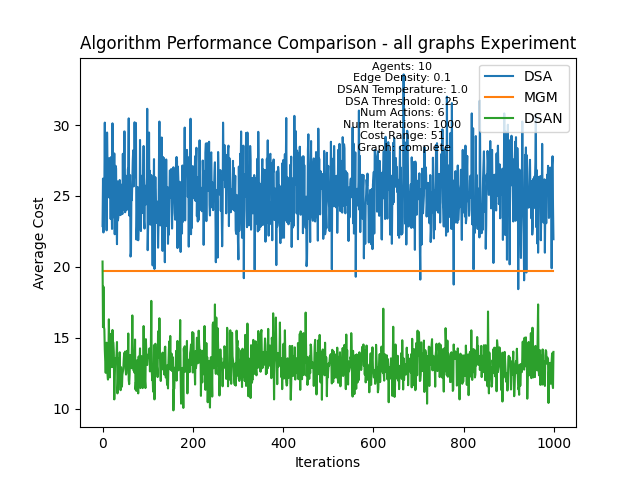 Algorithm Performance Comparison - all graphs Experiment
Agents: 10
Edge Density: 0.1
DSAN Temperature: 1.0
DSA Threshold: 0.25
Num Actions: 6
Num Iterations: 1000
Cost Range: 51
Graph: complete
DSA
MGM
DSAN
Average Cost
30
25
20
15
10
0
200
400
600
800
1000
Iterations